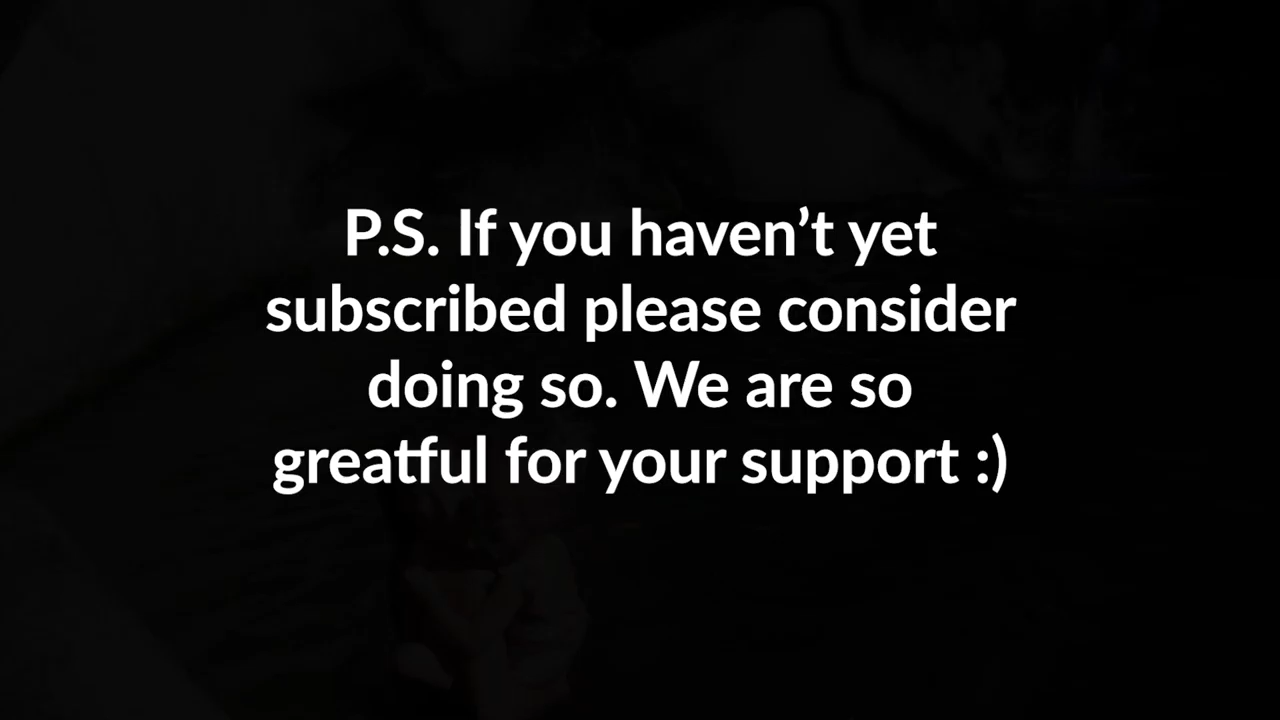 P.S. If you haven’t yet
subscribed please consider
doing so. We are so
greatful for your support :)